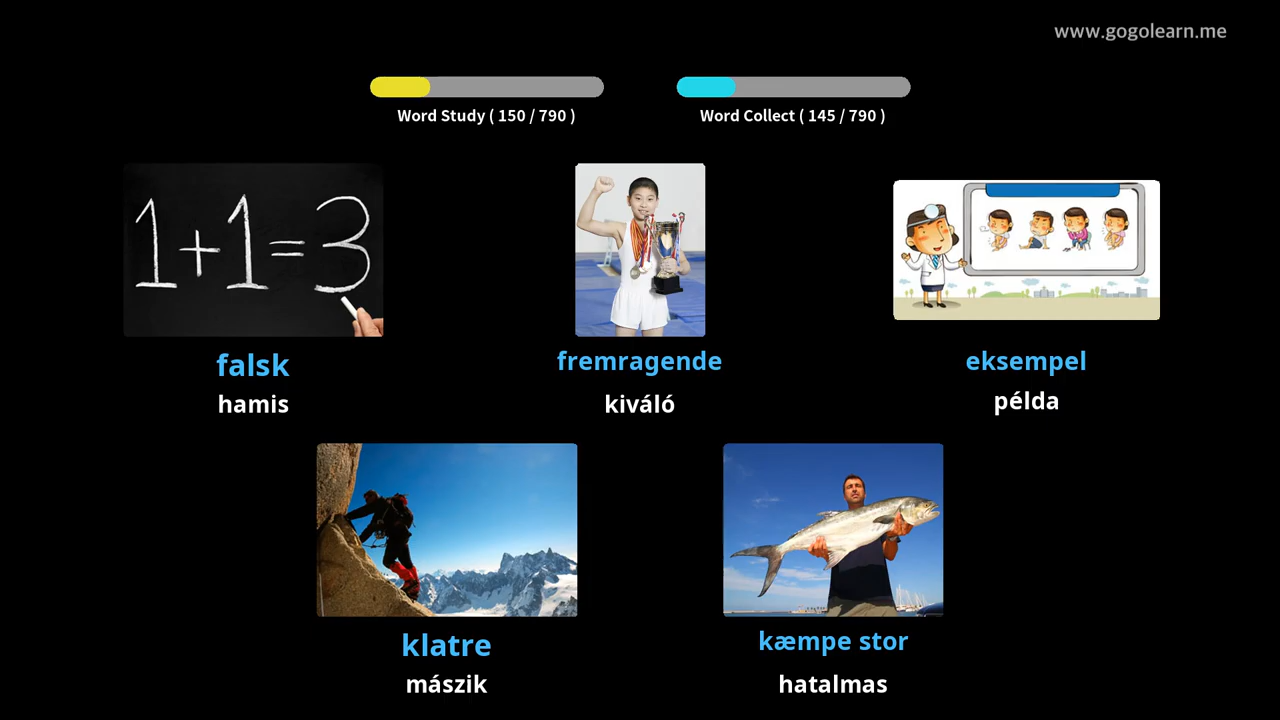 www.gogolearn.me
Word Study ( 150 / 790 )
Word Collect ( 145 / 790 )
1+1=3
falsk
hamis
fremragende
kiváló
eksempel
példa
klatre
mászik
kæmpe stor
hatalmas